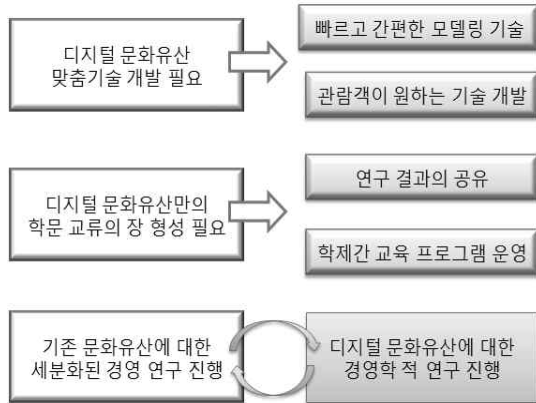 디지털 문화유산
맞춤기술 개발 필요
빠르고 간편한 모델링 기술
관람객이 원하는 기술 개발
디지털 문화유산만의
학문 교류의 장 형성 필요
연구 결과의 공유
학제간 교육 프로그램 운영
기존 문화유산에 대한
세분화된 경영 연구 진행
디지털 문화유산에 대한
경영학 적 연구 진행